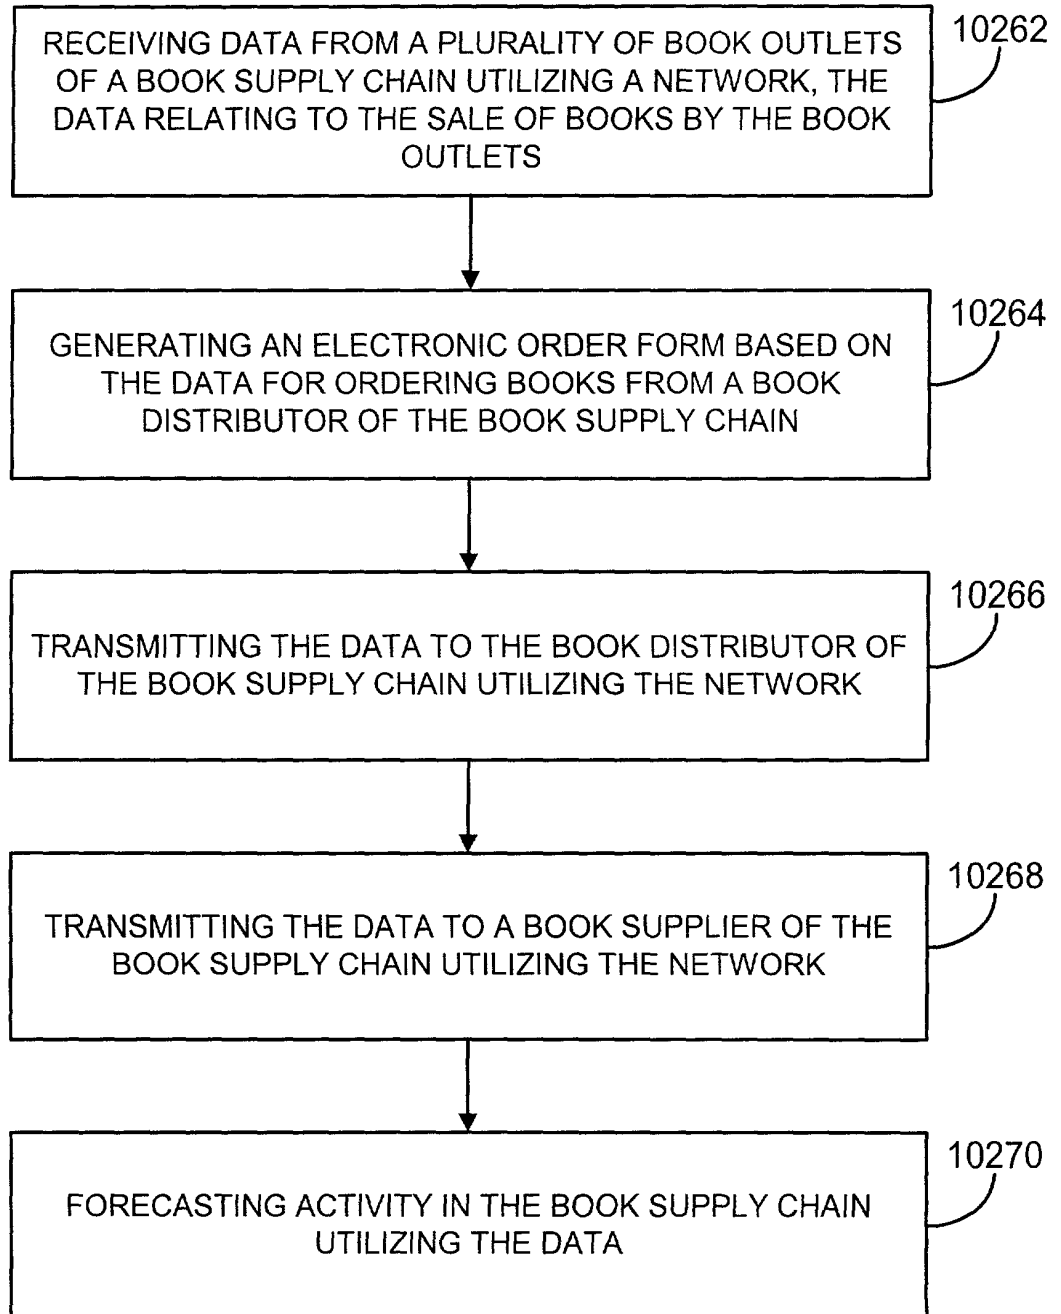 RECEIVING DATA FROM A PLURALITY OF BOOK OUTLETS
OF A BOOK SUPPLY CHAIN UTILIZING A NETWORK, THE
DATA RELATING TO THE SALE OF BOOKS BY THE BOOK
OUTLETS
10262
GENERATING AN ELECTRONIC ORDER FORM BASED ON
THE DATA FOR ORDERING BOOKS FROM A BOOK
DISTRIBUTOR OF THE BOOK SUPPLY CHAIN
10264
TRANSMITTING THE DATA TO THE BOOK DISTRIBUTOR OF
THE BOOK SUPPLY CHAIN UTILIZING THE NETWORK
10266
TRANSMITTING THE DATA TO A BOOK SUPPLIER OF THE
BOOK SUPPLY CHAIN UTILIZING THE NETWORK
10268
FORECASTING ACTIVITY IN THE BOOK SUPPLY CHAIN
UTILIZING THE DATA
10270